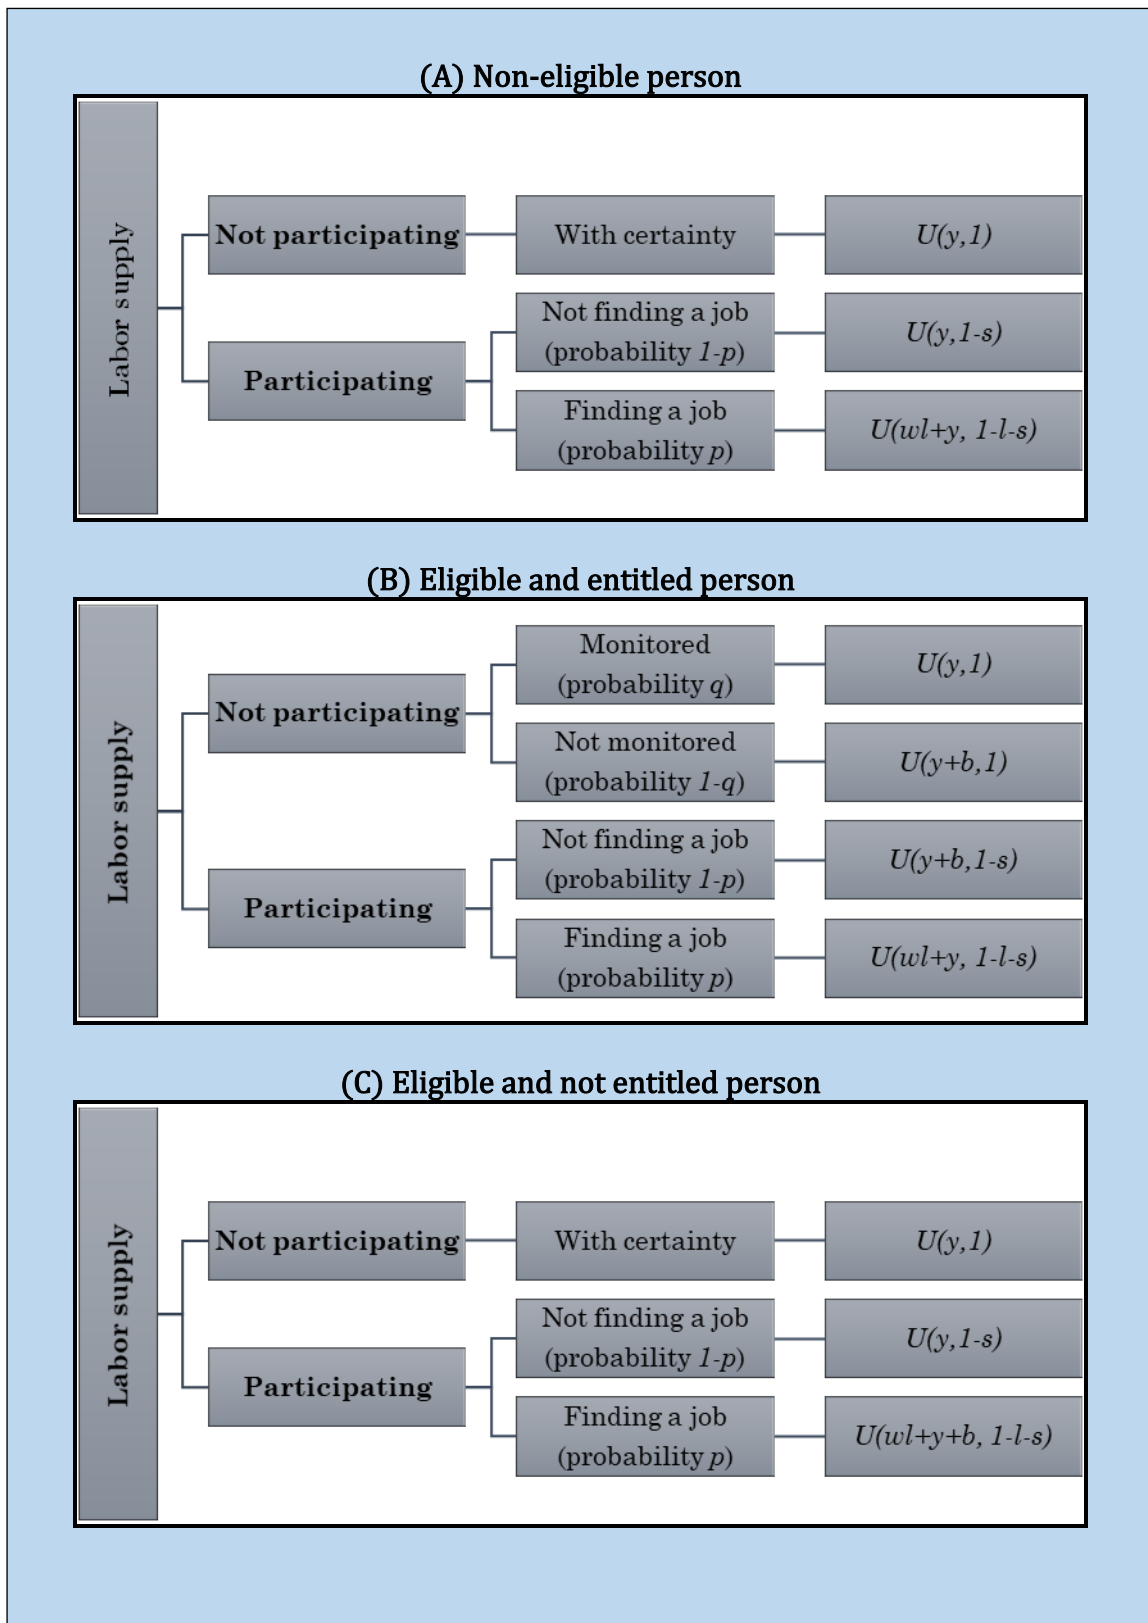 (A) Non-eligible person
Labor supply
Not participating
With certainty
U(y,1)
Participating
Not finding a job
(probability 1-p)
U(y,1-s)
Finding a job
(probability p)
U(wl+y, 1-l-s)
(B) Eligible and entitled person
Labor supply
Not participating
Monitored
(probability q)
U(y,1)
Not monitored
(probability 1-q)
U(y+b,1)
Participating
Not finding a job
(probability 1-p)
U(y+b,1-s)
Finding a job
(probability p)
U(wl+y, 1-l-s)
(C) Eligible and not entitled person
Labor supply
Not participating
With certainty
U(y,1)
Participating
Not finding a job
(probability 1-p)
U(y,1-s)
Finding a job
(probability p)
U(wl+y+b, 1-l-s)